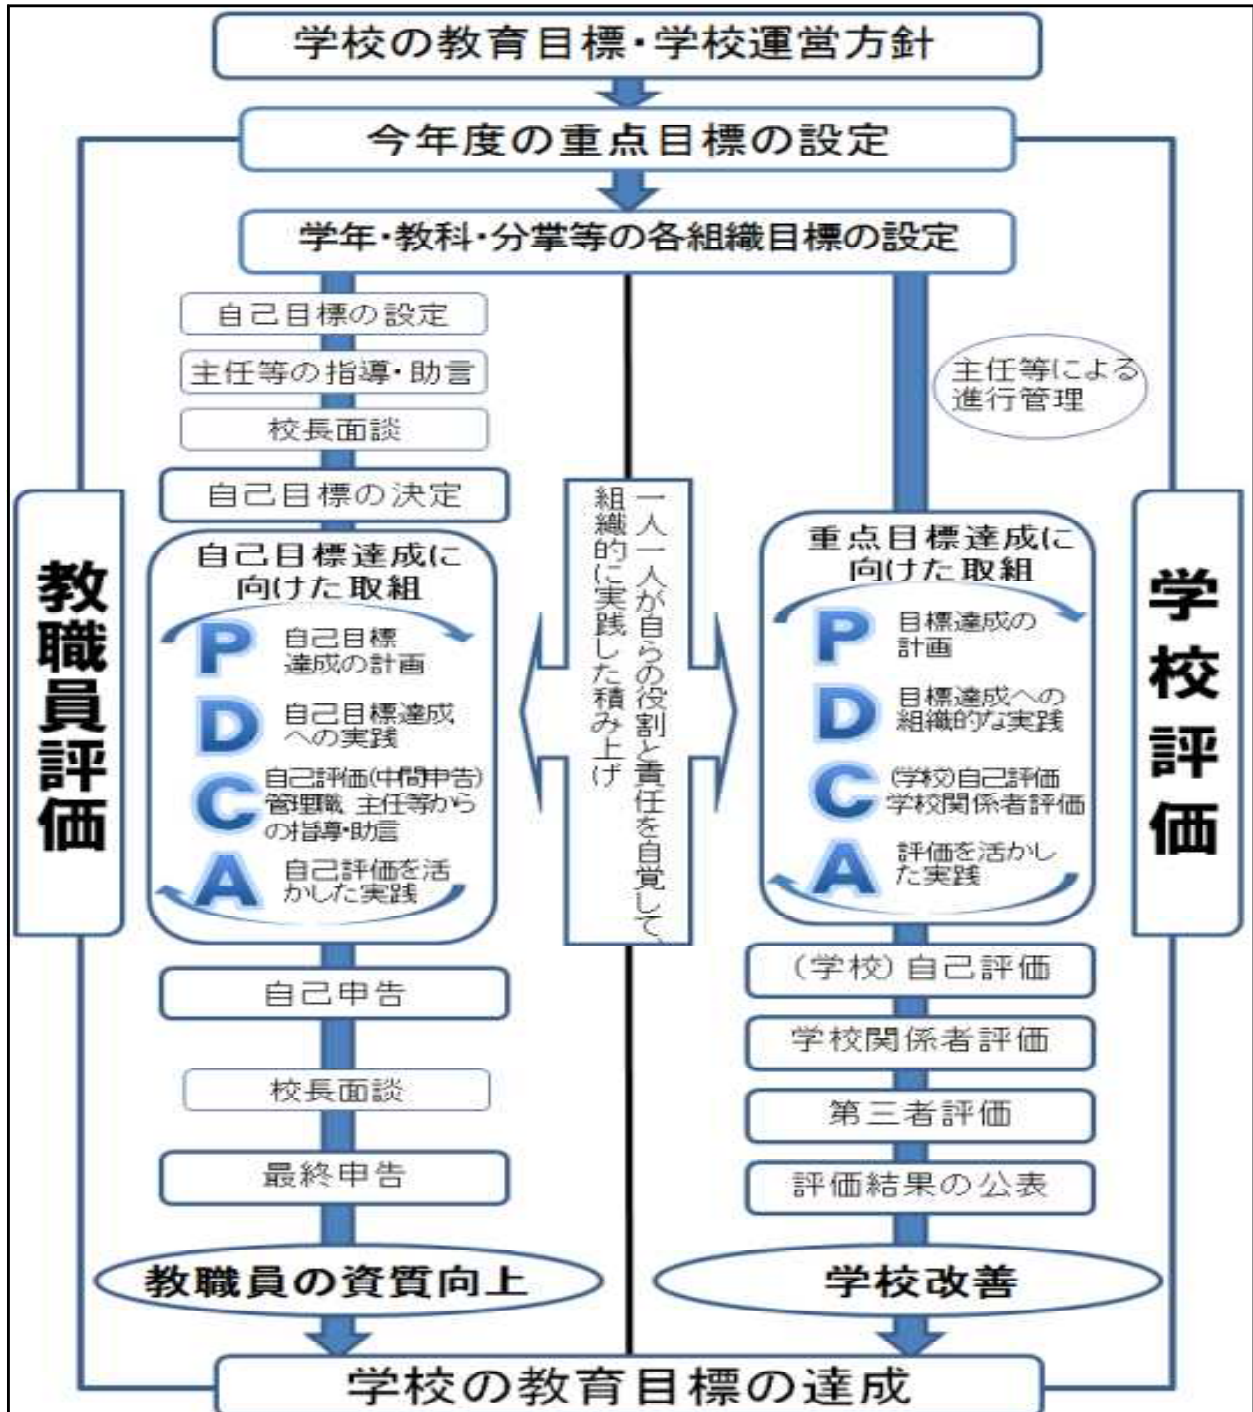 学校の教育目標・学校運営方針
今年度の重点目標の設定
学年・教科・分掌等の各組織目標の設定
教職員評価
自己目標の設定
主任等の指導・助言
校長面談
自己目標の決定
自己目標達成に
向けた取組
P
自己目標
達成の計画
D
自己目標達成
への実践
C
自己評価(中間申告)
管理職 主任等から
の指導・助言
A
自己評価を活
かした実践
自己申告
校長面談
最終申告
教職員の資質向上
一人一人が自らの役割と責任を自覚して、
組織的に実践した積み上げ
主任等による
進行管理
重点目標達成に
向けた取組
P
目標達成の
計画
D
目標達成への
組織的な実践
C
(学校)自己評価
学校関係者評価
A
評価を活かし
た実践
(学校)自己評価
学校関係者評価
第三者評価
評価結果の公表
学校改善
学校評価
学校の教育目標の達成